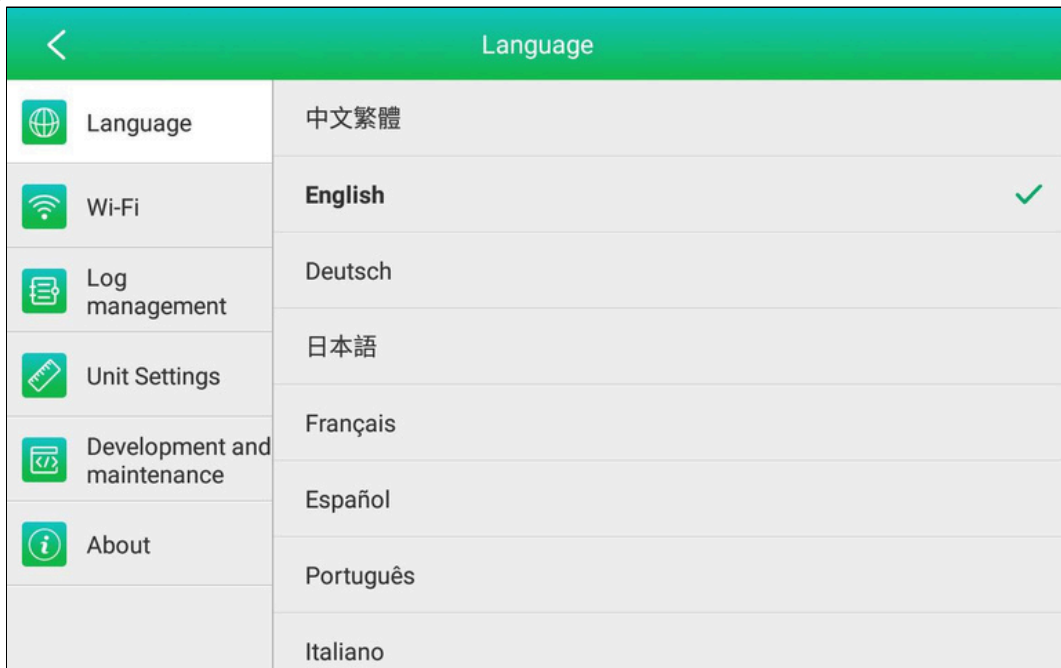 Language
Language
Wi-Fi
Log
management
Unit Settings
Development and
maintenance
About
中文繁體
English
Deutsch
日本語
Français
Español
Português
Italiano